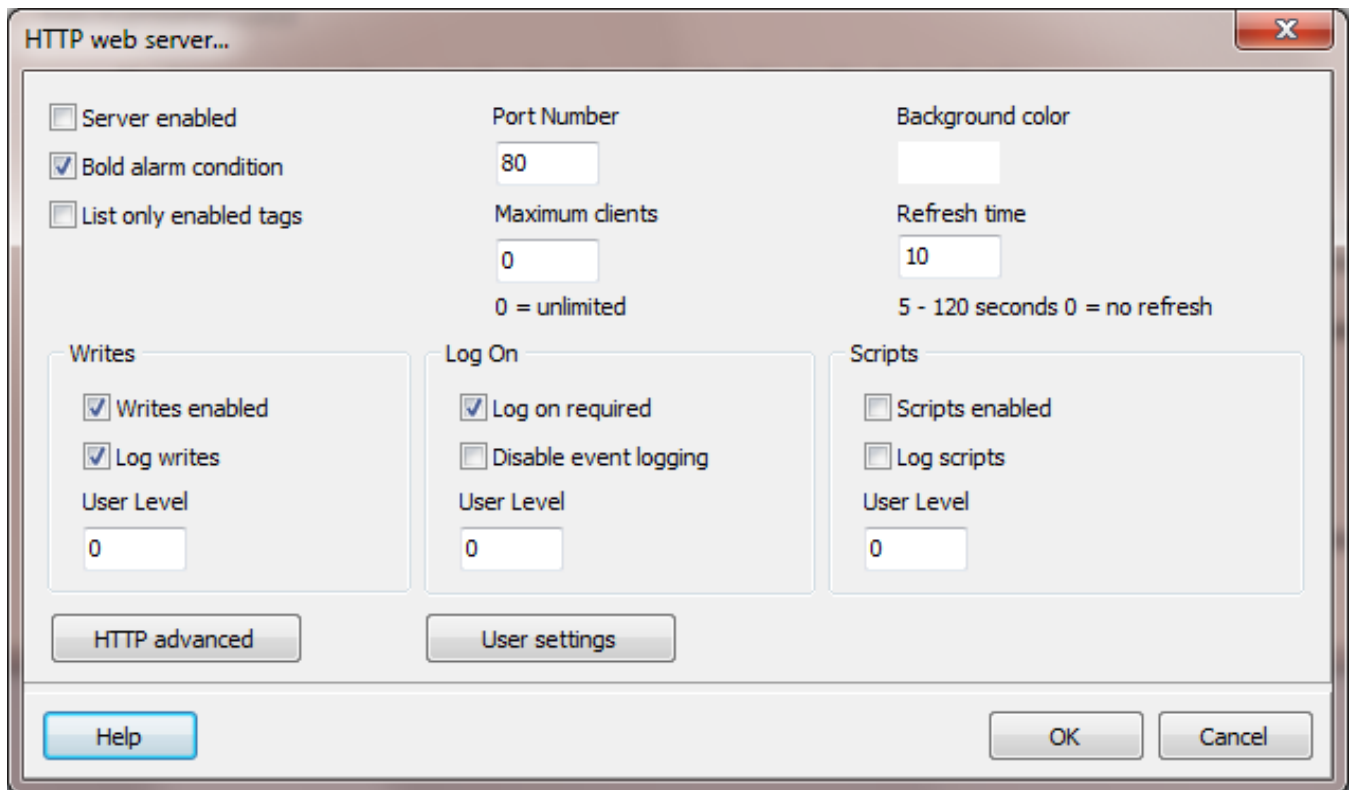 HTTP web server...
Server enabled
Bold alarm condition
List only enabled tags
Port Number
80
Maximum clients
0
0 = unlimited
Background color
Refresh time
10
5 - 120 seconds 0 = no refresh
Writes
Writes enabled
Log writes
User Level
0
Log On
Log on required
Disable event logging
User Level
0
Scripts
Scripts enabled
Log scripts
User Level
0
HTTP advanced
User settings
Help
OK
Cancel